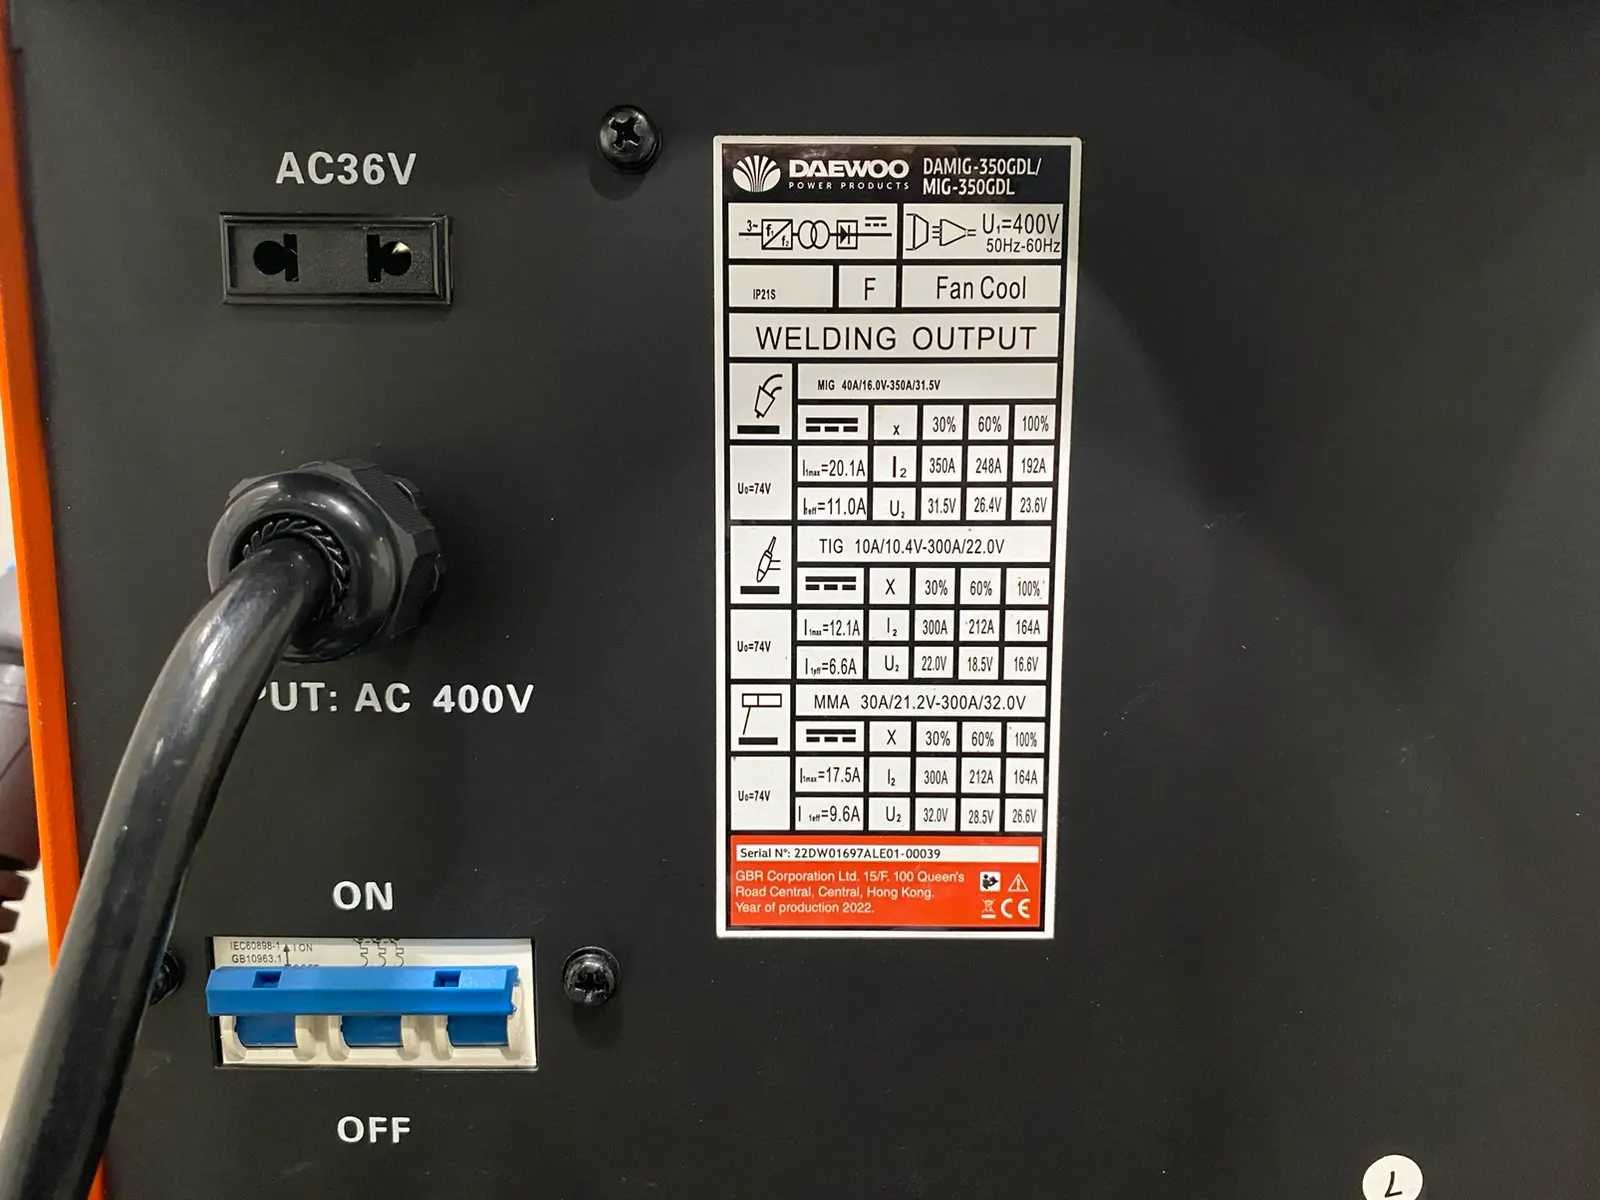 AC36V
PUT: AC 400V
ON
IEC60898-1 ON
GB10963.1
OFF
DAEWOO
POWER PRODUCTS
DAMIG-350GDL/
MIG-350GDL
3~ f₁ f₂
U₁=400V
50Hz-60Hz
IP21S F Fan Cool
WELDING OUTPUT
MIG 40A/16.0V-350A/31.5V
x 30% 60% 100%
U₀=74V
I₁max=20.1A I₂ 350A 248A 192A
I₁eff=11.0A U₂ 31.5V 26.4V 23.6V
TIG 10A/10.4V-300A/22.0V
X 30% 60% 100%
U₀=74V
I₁max=12.1A I₂ 300A 212A 164A
I₁eff=6.6A U₂ 22.0V 18.5V 16.6V
MMA 30A/21.2V-300A/32.0V
X 30% 60% 100%
U₀=74V
I₁max=17.5A I₂ 300A 212A 164A
I₁eff=9.6A U₂ 32.0V 28.5V 26.6V
Serial Nº: 22DW01697ALE01-00039
GBR Corporation Ltd. 15/F. 100 Queen's
Road Central, Central, Hong Kong.
Year of production 2022.
CE